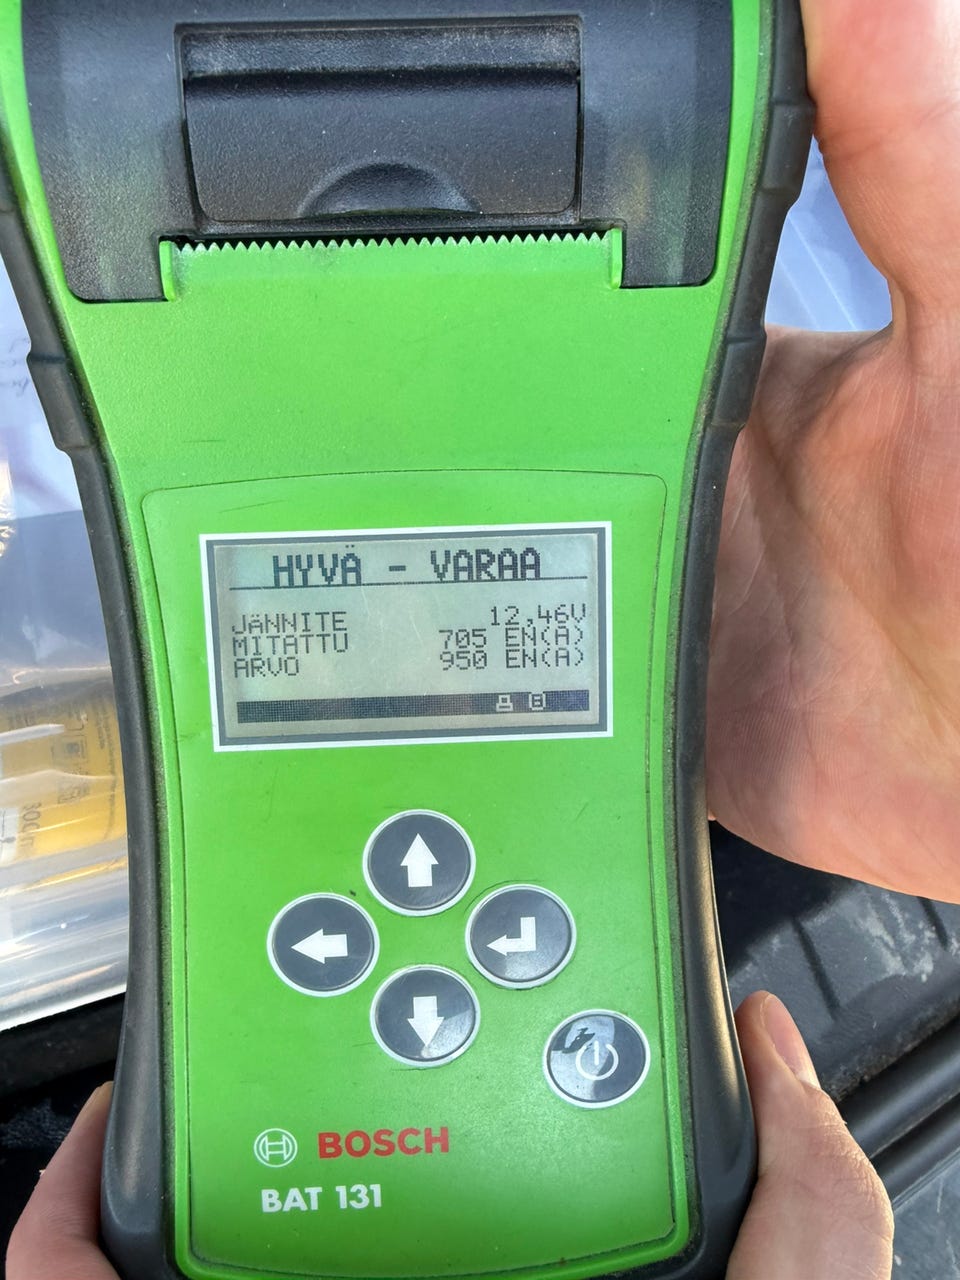 HYVÄ - VARAA
JÄNNITE 12,46V
MITATTU 705 EN(A)
ARVO 950 EN(A)
BOSCH
BAT 131